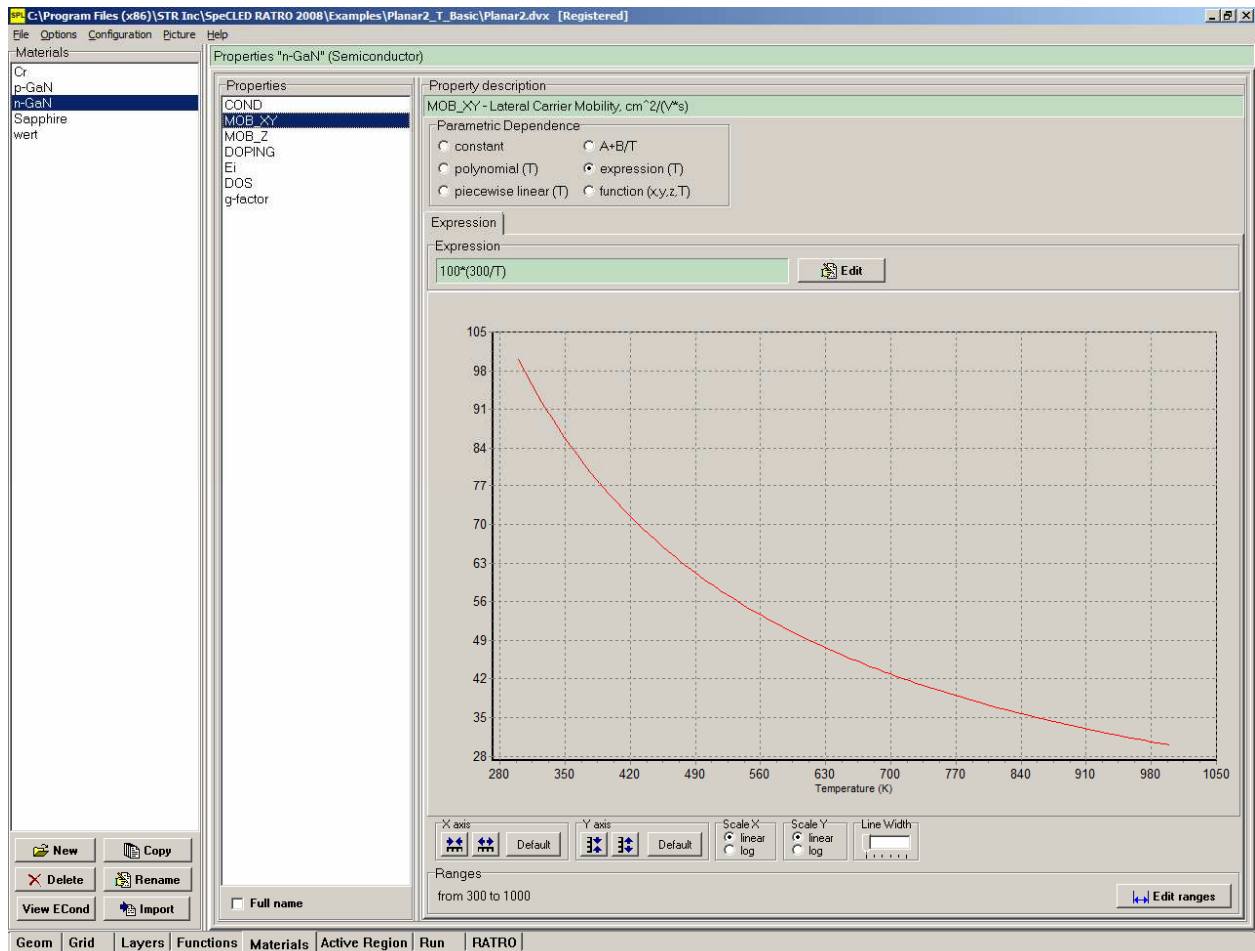 SPL C:\Program Files (x86)\STR Inc\SpeCLED RATRO 2008\Examples\Planar2_T_Basic\Planar2.dvx [Registered]
File Options Configuration Picture Help
Materials
Cr
p-GaN
n-GaN
Sapphire
wert
New
Copy
Delete
Rename
View ECond
Import
Properties "n-GaN" (Semiconductor)
Properties
COND
MOB_XY
MOB_Z
DOPING
Ei
DOS
g-factor
Full name
Property description
MOB_XY - Lateral Carrier Mobility, cm^2/(V*s)
Parametric Dependence
constant
A+B/T
polynomial (T)
expression (T)
piecewise linear (T)
function (x,y,z,T)
Expression
Expression
100*(300/T)
Edit
105
98
91
84
77
70
63
56
49
42
35
28
280 350 420 490 560 630 700 770 840 910 980 1050
Temperature (K)
X axis
Default
Y axis
Default
Scale X
linear
log
Scale Y
linear
log
Line Width
Ranges
from 300 to 1000
Edit ranges
Geom Grid Layers Functions Materials Active Region Run RATRO